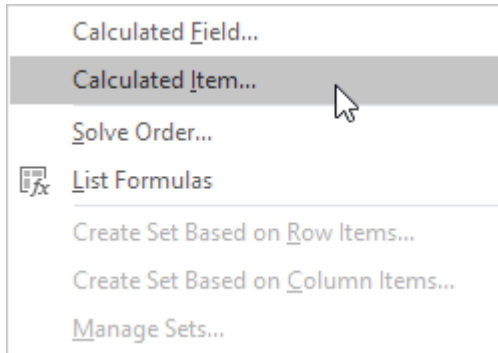 Calculated Field...
Calculated Item...
Solve Order...
fx List Formulas
Create Set Based on Row Items...
Create Set Based on Column Items...
Manage Sets...